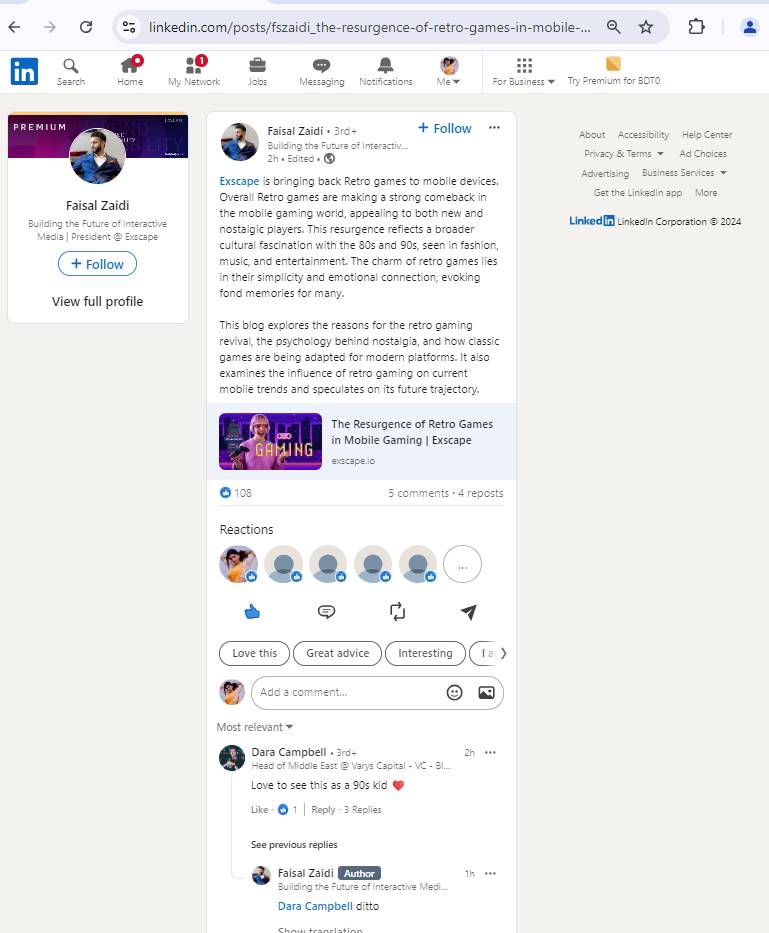 linkedin.com/posts/fszaidi_the-resurgence-of-retro-games-in-mobile-...
in
Search
Home
1
My Network
Jobs
Messaging
Notifications
Me
For Business
Try Premium for BDT0
PREMIUM
Faisal Zaidi
Building the Future of Interactive
Media | President @ Exscape
+ Follow
View full profile
Faisal Zaidi • 3rd+
+ Follow
Building the Future of Interactiv...
2h • Edited •
Exscape is bringing back Retro games to mobile devices.
Overall Retro games are making a strong comeback in
the mobile gaming world, appealing to both new and
nostalgic players. This resurgence reflects a broader
cultural fascination with the 80s and 90s, seen in fashion,
music, and entertainment. The charm of retro games lies
in their simplicity and emotional connection, evoking
fond memories for many.
This blog explores the reasons for the retro gaming
revival, the psychology behind nostalgia, and how classic
games are being adapted for modern platforms. It also
examines the influence of retro gaming on current
mobile trends and speculates on its future trajectory.
GAMING
The Resurgence of Retro Games
in Mobile Gaming | Exscape
exscape.io
108
5 comments • 4 reposts
Reactions
...
Love this
Great advice
Interesting
I a
Add a comment...
Most relevant
Dara Campbell • 3rd+
2h
Head of Middle East @ Varys Capital - VC - Bl...
Love to see this as a 90s kid ❤️
Like · 1 | Reply · 3 Replies
See previous replies
Faisal Zaidi Author
1h
Building the Future of Interactive Medi...
Dara Campbell ditto
Show translation
About Accessibility Help Center
Privacy & Terms Ad Choices
Advertising Business Services
Get the LinkedIn app More
LinkedIn LinkedIn Corporation © 2024